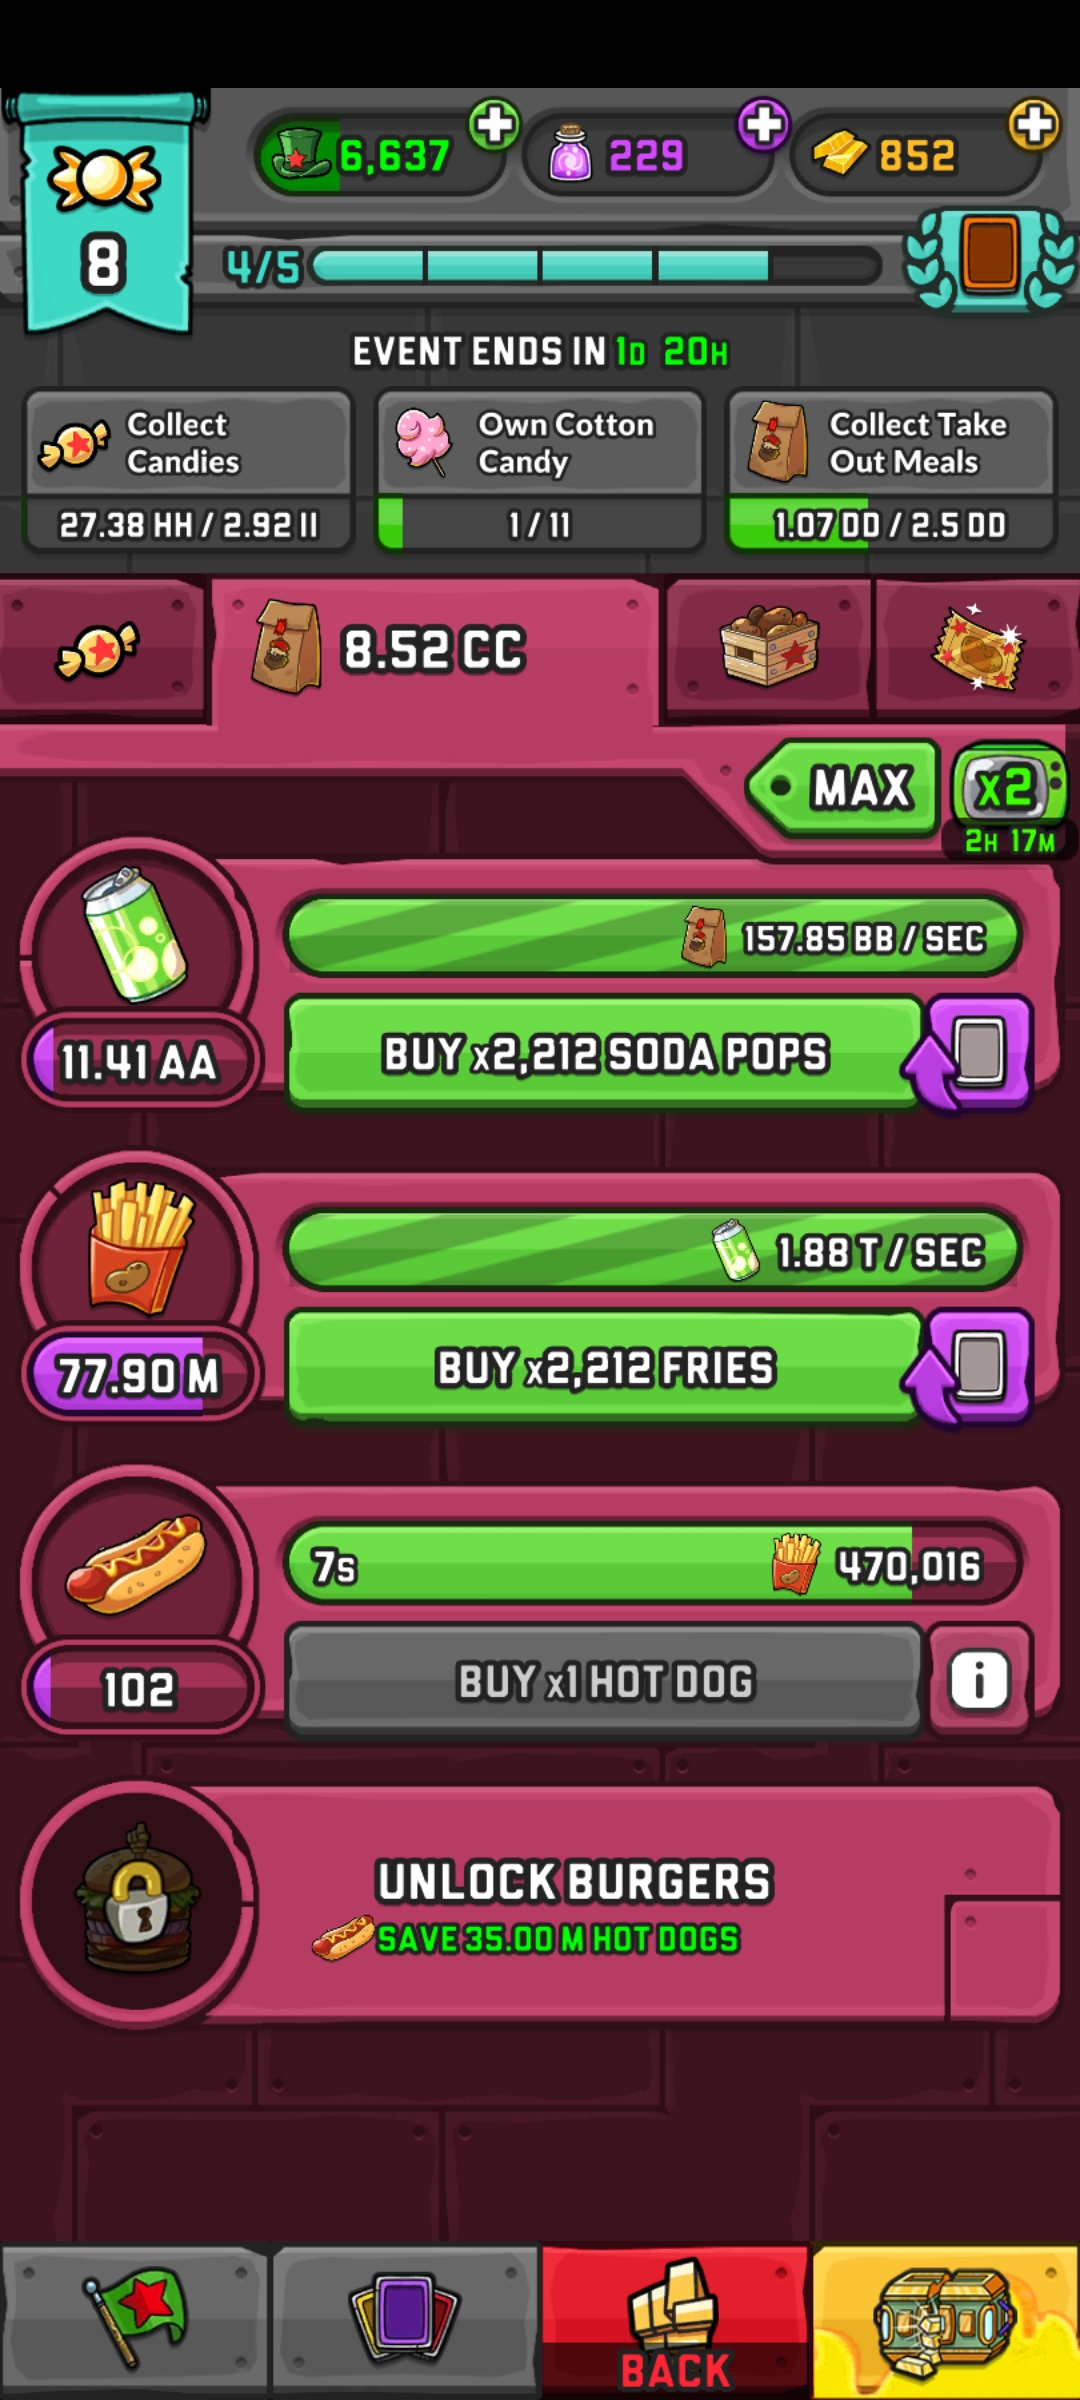 6,637
229
852
8
4/5
EVENT ENDS IN 1D 20H
Collect
Candies
27.38 HH / 2.92 II
Own Cotton
Candy
1 / 11
Collect Take
Out Meals
1.07 DD / 2.5 DD
8.52 CC
MAX
x2
2H 17M
157.85 BB / SEC
11.41 AA
BUY x2,212 SODA POPS
1.88 T / SEC
77.90 M
BUY x2,212 FRIES
7s
470,016
102
BUY x1 HOT DOG
i
UNLOCK BURGERS
SAVE 35.00 M HOT DOGS
BACK